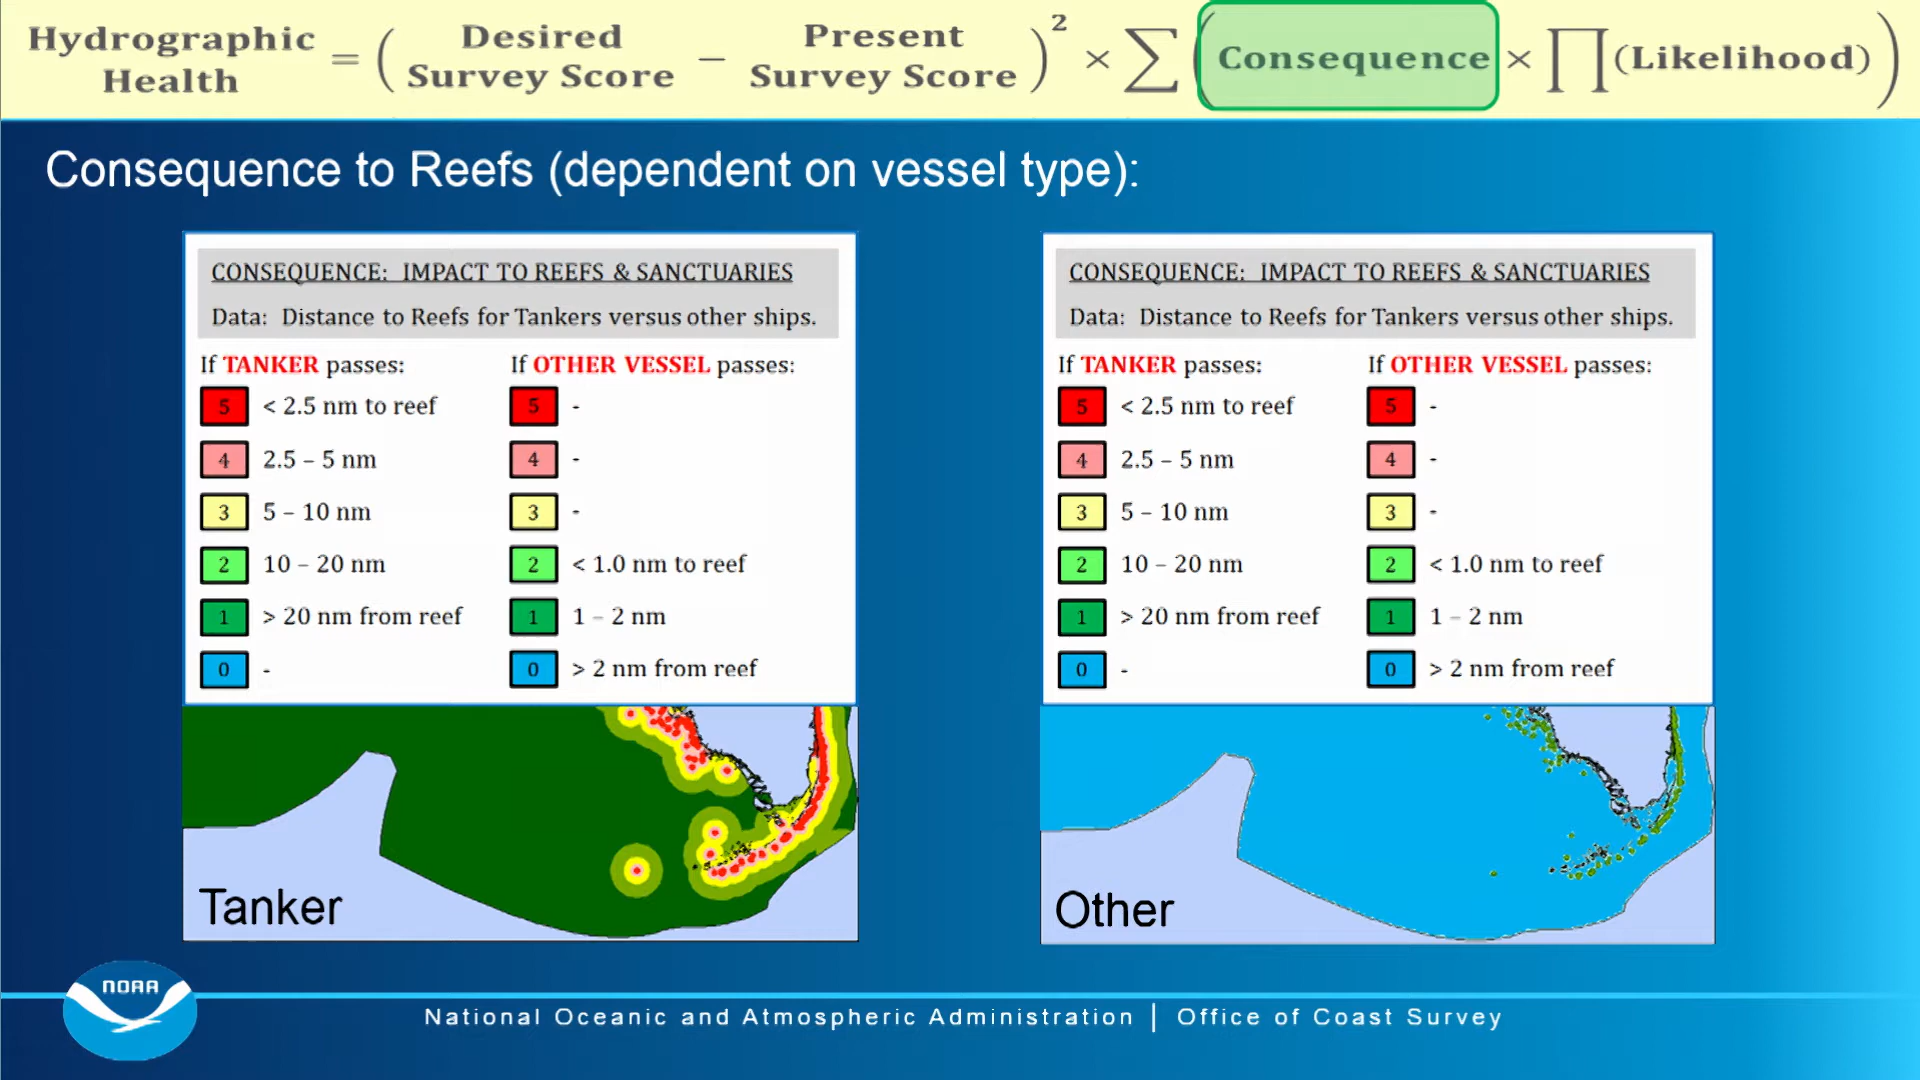 Hydrographic Health = ( Desired Survey Score − Present Survey Score )² × ∑ ( Consequence × ∏ (Likelihood) )
Consequence to Reefs (dependent on vessel type):
CONSEQUENCE: IMPACT TO REEFS & SANCTUARIES
Data: Distance to Reefs for Tankers versus other ships.
If TANKER passes: If OTHER VESSEL passes:
5 < 2.5 nm to reef 5 -
4 2.5 – 5 nm 4 -
3 5 – 10 nm 3 -
2 10 – 20 nm 2 < 1.0 nm to reef
1 > 20 nm from reef 1 1 – 2 nm
0 - 0 > 2 nm from reef
Tanker
CONSEQUENCE: IMPACT TO REEFS & SANCTUARIES
Data: Distance to Reefs for Tankers versus other ships.
If TANKER passes: If OTHER VESSEL passes:
5 < 2.5 nm to reef 5 -
4 2.5 – 5 nm 4 -
3 5 – 10 nm 3 -
2 10 – 20 nm 2 < 1.0 nm to reef
1 > 20 nm from reef 1 1 – 2 nm
0 - 0 > 2 nm from reef
Other
NOAA
National Oceanic and Atmospheric Administration | Office of Coast Survey